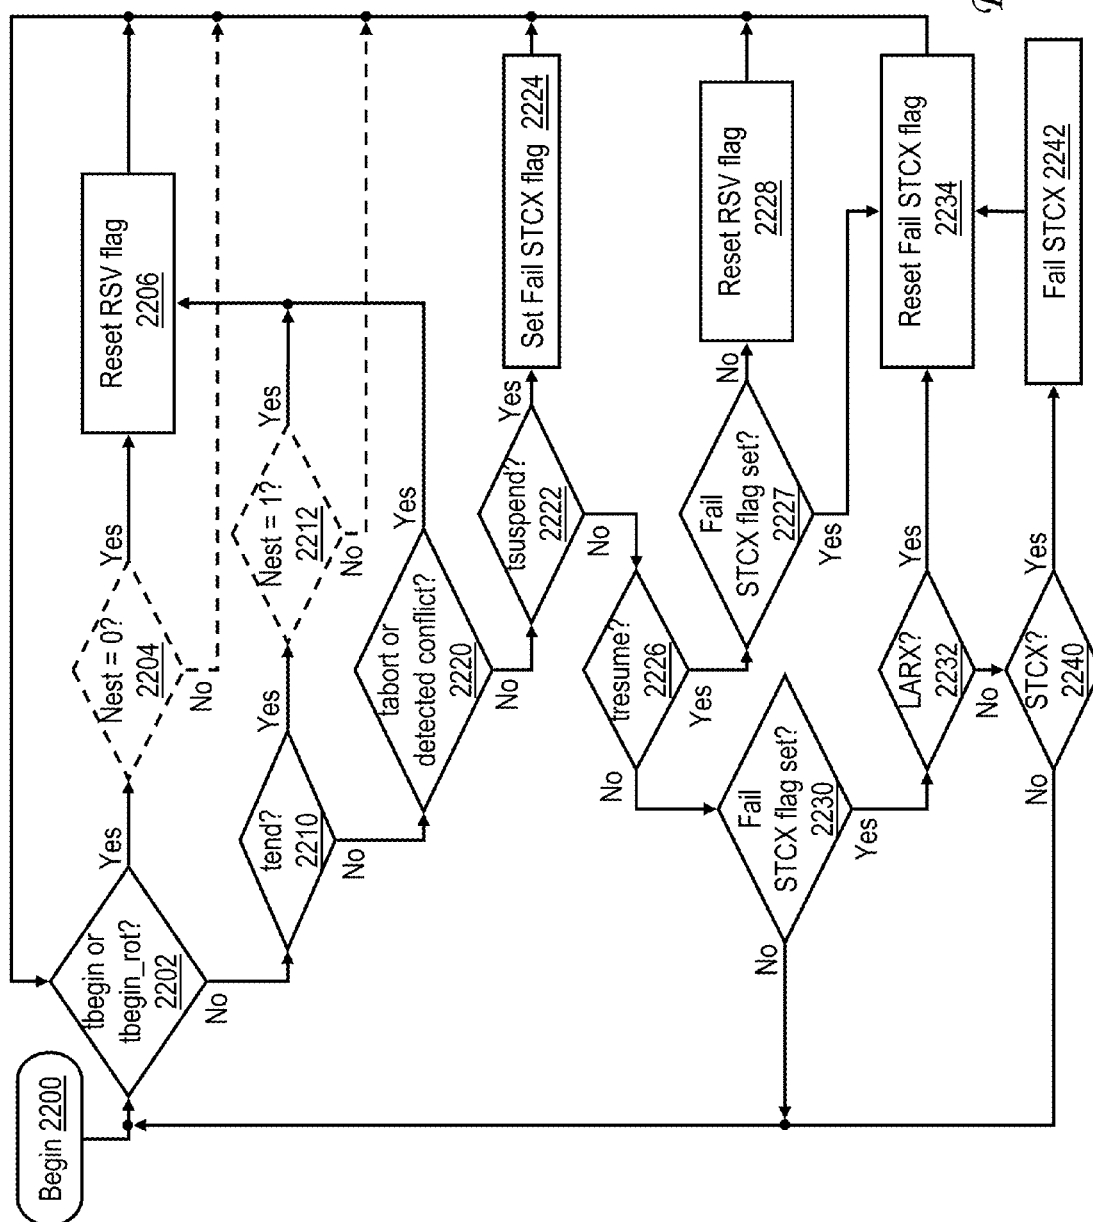 Begin 2200
tbegin or
tbegin_rot?
2202
Yes
No
Nest = 0?
2204
Yes
No
Reset RSV flag
2206
tend?
2210
Yes
No
Nest = 1?
2212
Yes
No
tabort or
detected conflict?
2220
Yes
No
tsuspend?
2222
Yes
No
Set Fail STCX flag 2224
tresume?
2226
Yes
No
Fail
STCX flag set?
2227
No
Yes
Reset RSV flag
2228
Fail
STCX flag set?
2230
No
Yes
LARX?
2232
Yes
No
Reset Fail STCX flag
2234
STCX?
2240
Yes
No
Fail STCX 2242